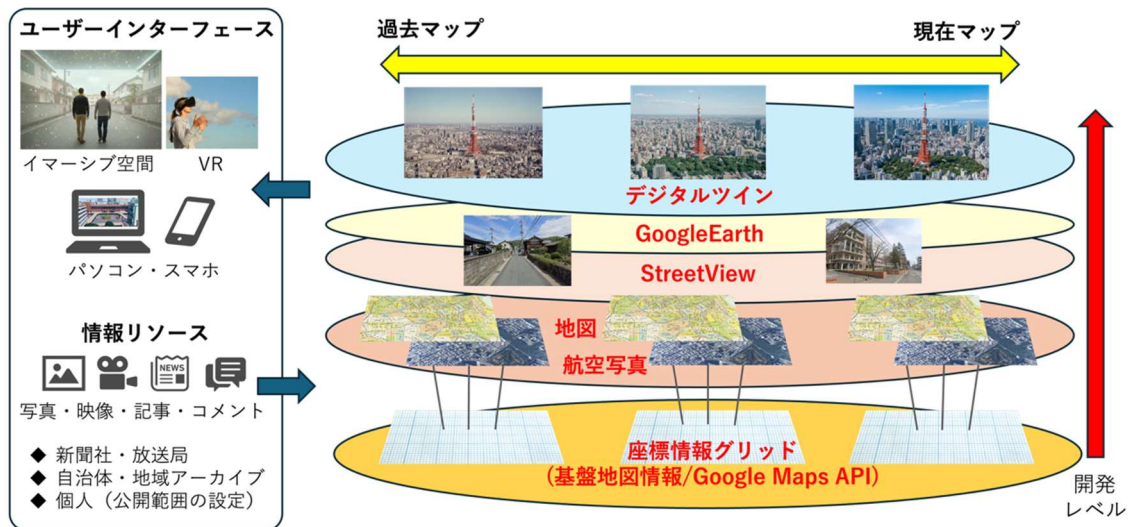 ユーザーインターフェース
イマーシブ空間
VR
パソコン・スマホ
情報リソース
NEWS
写真・映像・記事・コメント
◆ 新聞社・放送局
◆ 自治体・地域アーカイブ
◆ 個人（公開範囲の設定）
過去マップ
現在マップ
デジタルツイン
GoogleEarth
StreetView
地図
航空写真
座標情報グリッド
(基盤地図情報/Google Maps API)
開発
レベル